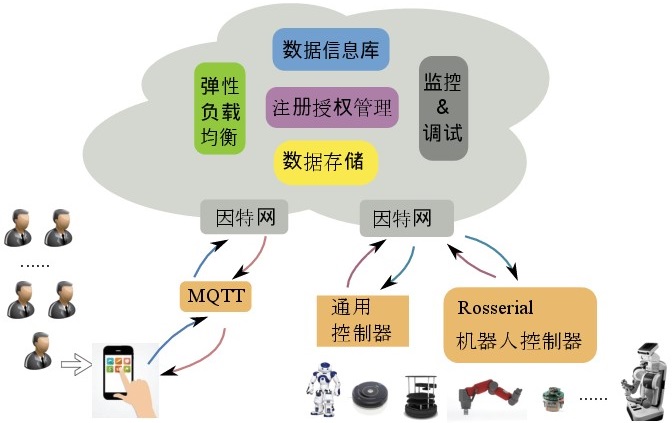 数据信息库
弹性
负载
均衡
注册授权管理
监控
&
调试
数据存储
因特网
因特网
......
MQTT
通用
控制器
Rosserial
机器人控制器
......